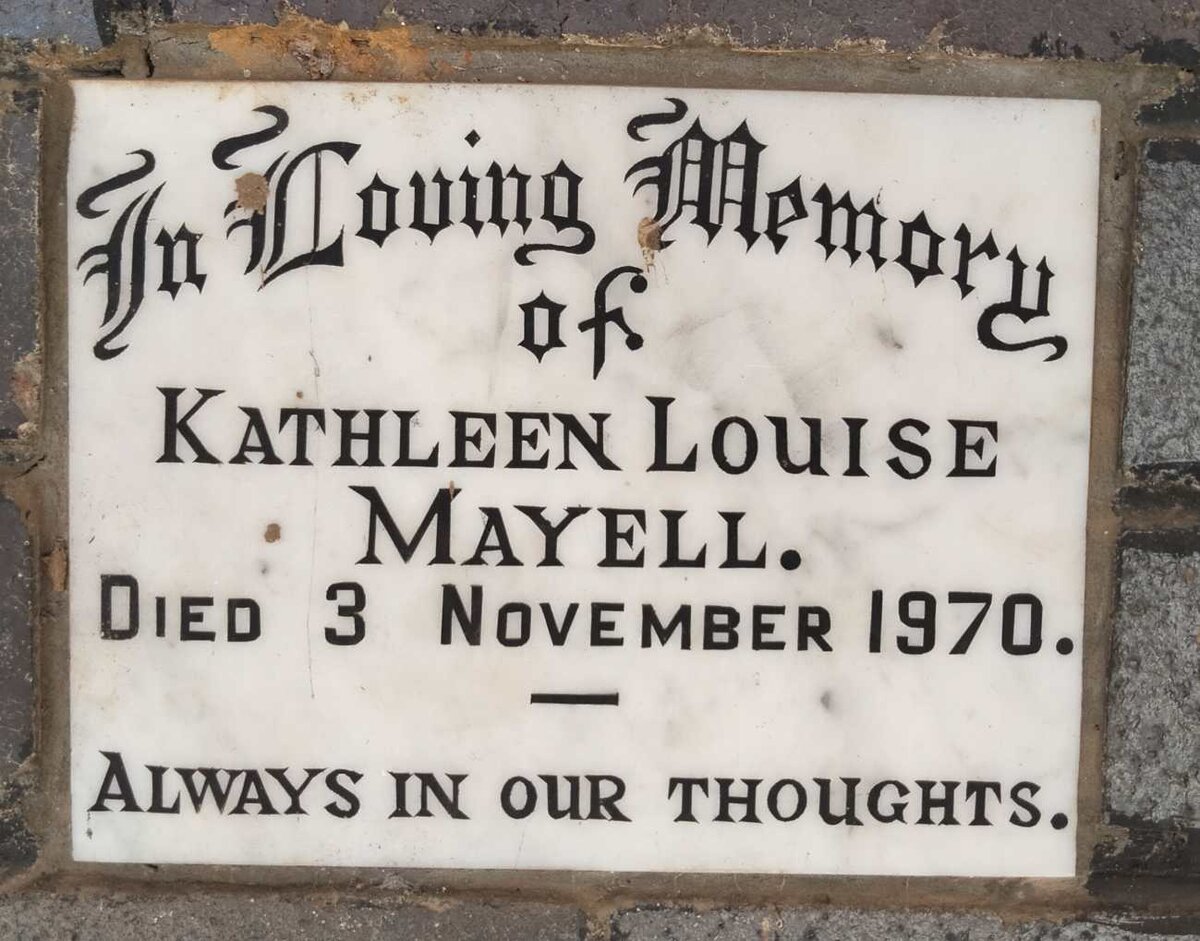 In Loving Memory
of
KATHLEEN LOUISE
MAYELL.
DIED 3 NOVEMBER 1970.
—
ALWAYS IN OUR THOUGHTS.